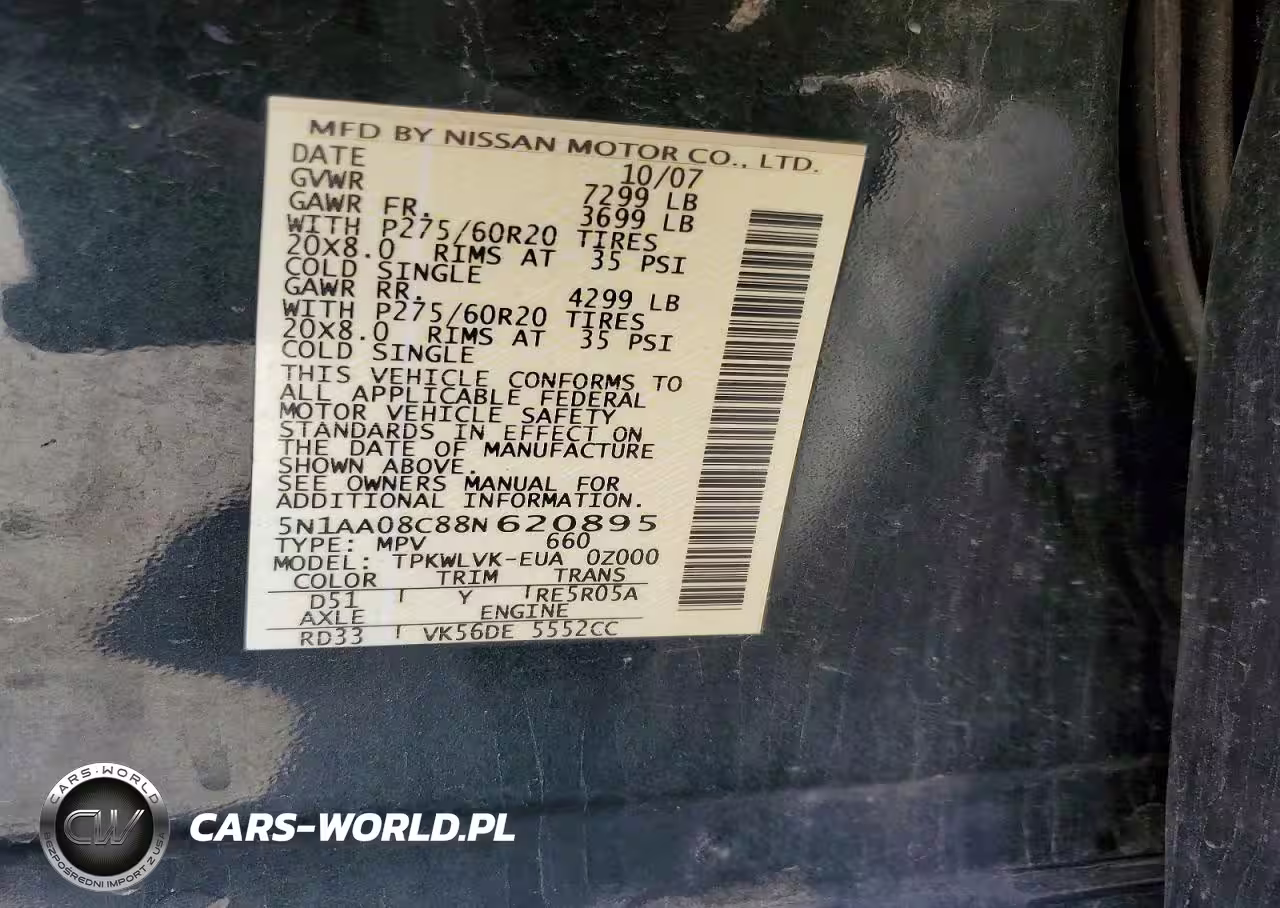 MFD BY NISSAN MOTOR CO., LTD.
DATE 10/07
GVWR 7299 LB
GAWR FR. 3699 LB
WITH P275/60R20 TIRES
20X8.0 RIMS AT 35 PSI
COLD SINGLE
GAWR RR. 4299 LB
WITH P275/60R20 TIRES
20X8.0 RIMS AT 35 PSI
COLD SINGLE
THIS VEHICLE CONFORMS TO
ALL APPLICABLE FEDERAL
MOTOR VEHICLE SAFETY
STANDARDS IN EFFECT ON
THE DATE OF MANUFACTURE
SHOWN ABOVE.
SEE OWNERS MANUAL FOR
ADDITIONAL INFORMATION.
5N1AA08C88N620895
TYPE: MPV 660
MODEL: TPKWLVK-EUA 0Z000
COLOR TRIM TRANS
D51 Y RE5R05A
AXLE ENGINE
RD33 VK56DE 5552CC
CARS-WORLD
CW
BEZPOŚREDNI IMPORT Z USA
CARS-WORLD.PL